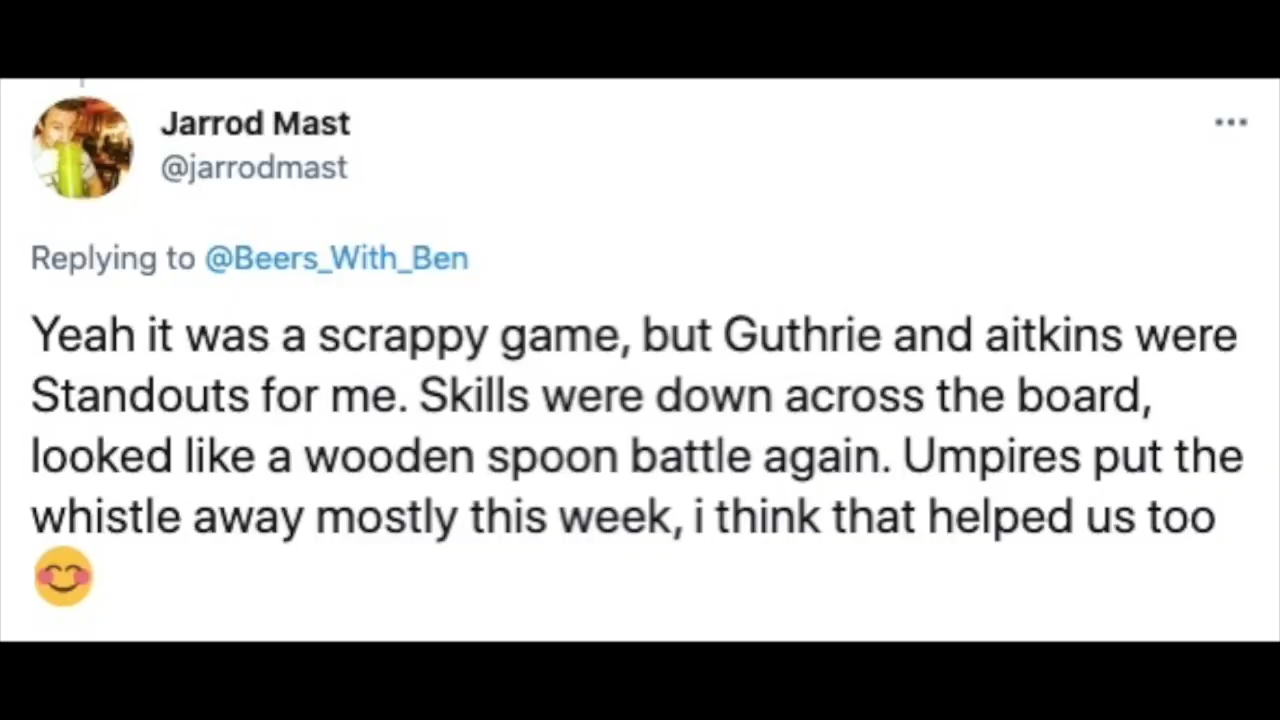 Jarrod Mast
@jarrodmast
Replying to @Beers_With_Ben
Yeah it was a scrappy game, but Guthrie and aitkins were
Standouts for me. Skills were down across the board,
looked like a wooden spoon battle again. Umpires put the
whistle away mostly this week, i think that helped us too
😊